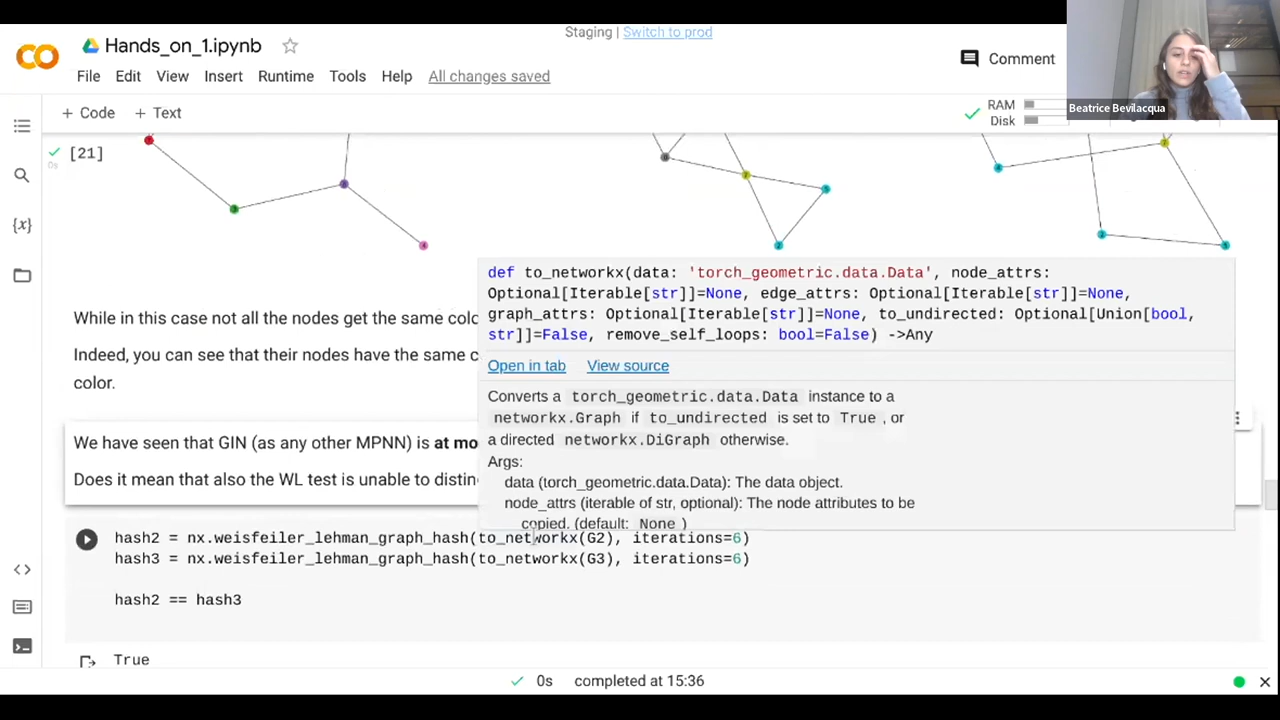 Staging | Switch to prod
Hands_on_1.ipynb
File Edit View Insert Runtime Tools Help All changes saved
Comment
Beatrice Bevilacqua
+ Code + Text
RAM
Disk
[21]
0s
{x}
def to_networkx(data: 'torch_geometric.data.Data', node_attrs:
Optional[Iterable[str]]=None, edge_attrs: Optional[Iterable[str]]=None,
graph_attrs: Optional[Iterable[str]]=None, to_undirected: Optional[Union[bool,
str]]=False, remove_self_loops: bool=False) ->Any
Open in tab View source
Converts a torch_geometric.data.Data instance to a
networkx.Graph if to_undirected is set to True , or
a directed networkx.DiGraph otherwise.
Args:
data (torch_geometric.data.Data): The data object.
node_attrs (iterable of str, optional): The node attributes to be
copied. (default: None )
While in this case not all the nodes get the same
Indeed, you can see that their nodes have the same
color.
We have seen that GIN (as any other MPNN) is at
Does it mean that also the WL test is unable to
hash2 = nx.weisfeiler_lehman_graph_hash(to_networkx(G2), iterations=6)
hash3 = nx.weisfeiler_lehman_graph_hash(to_networkx(G3), iterations=6)
hash2 == hash3
True
0s completed at 15:36